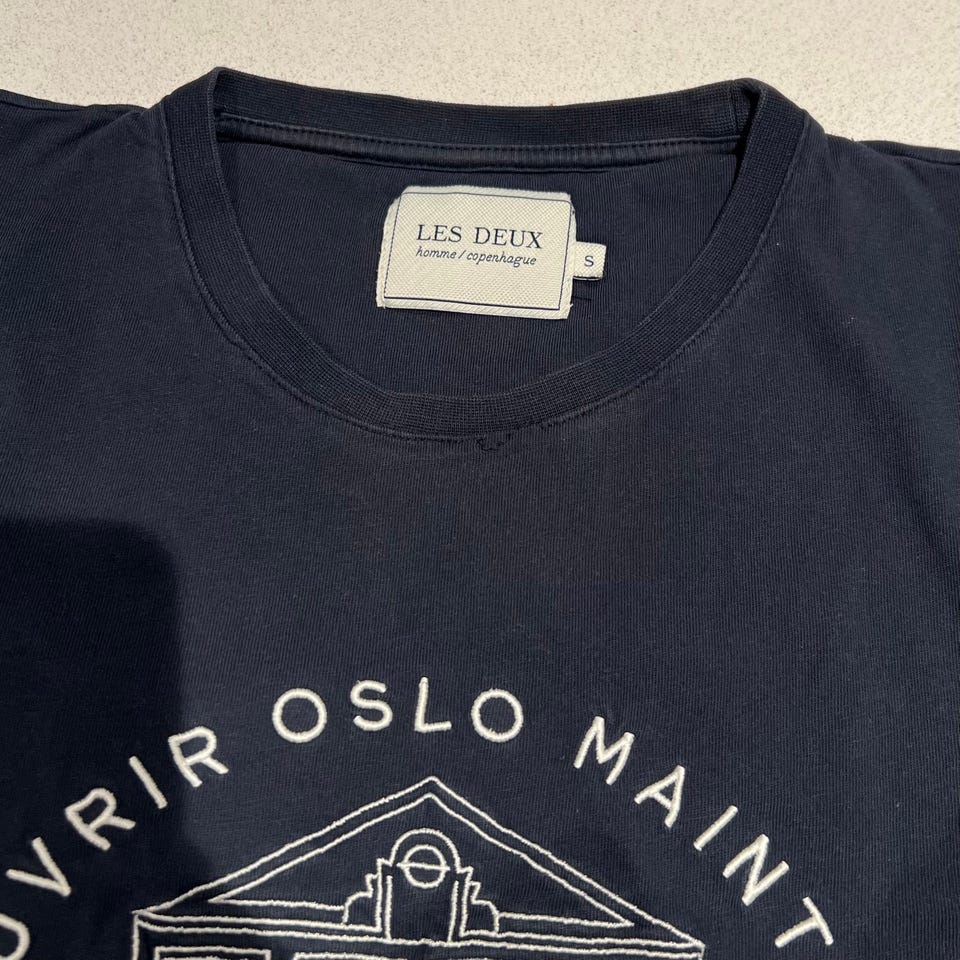 LES DEUX
homme / copenhague
S
OUVRIR OSLO MAINT